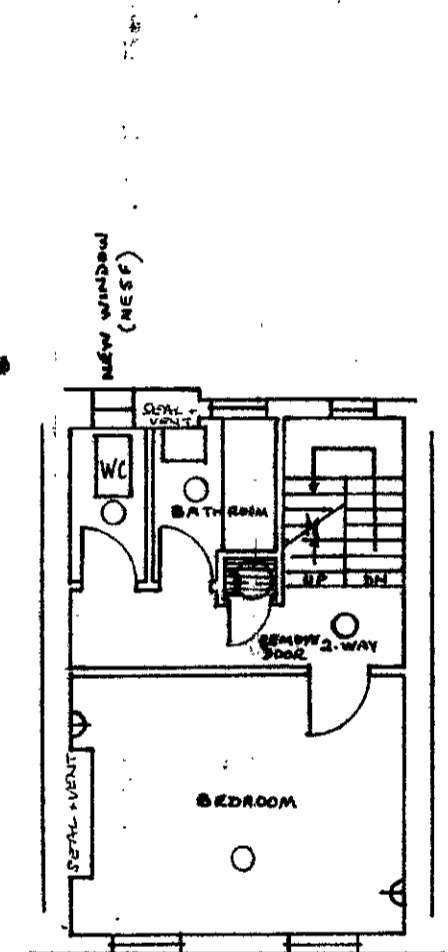 NEW WINDOW
(NESF)
SEAL +
VENT
WC
BATHROOM
UP
DN
REMOVE
DOOR
2-WAY
SEAL + VENT
BEDROOM